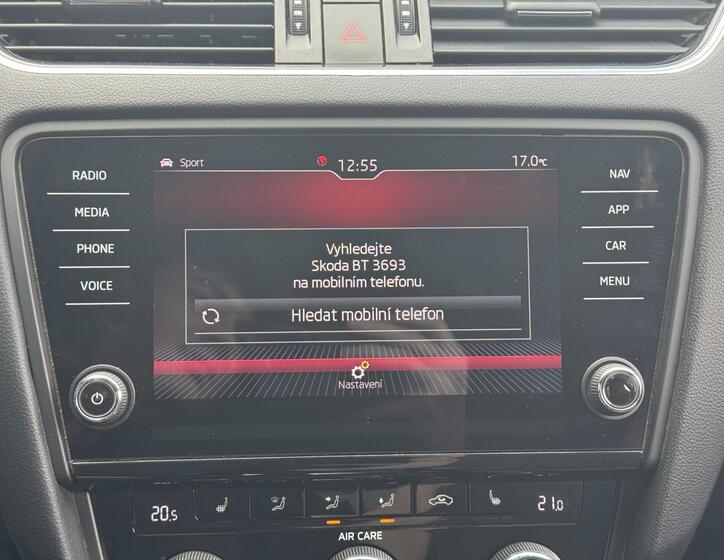 Sport
12:55
17.0°C
RADIO
MEDIA
PHONE
VOICE
NAV
APP
CAR
MENU
Vyhledejte
Skoda BT 3693
na mobilním telefonu.
Hledat mobilní telefon
Nastavení
20.5
21.0
AIR CARE